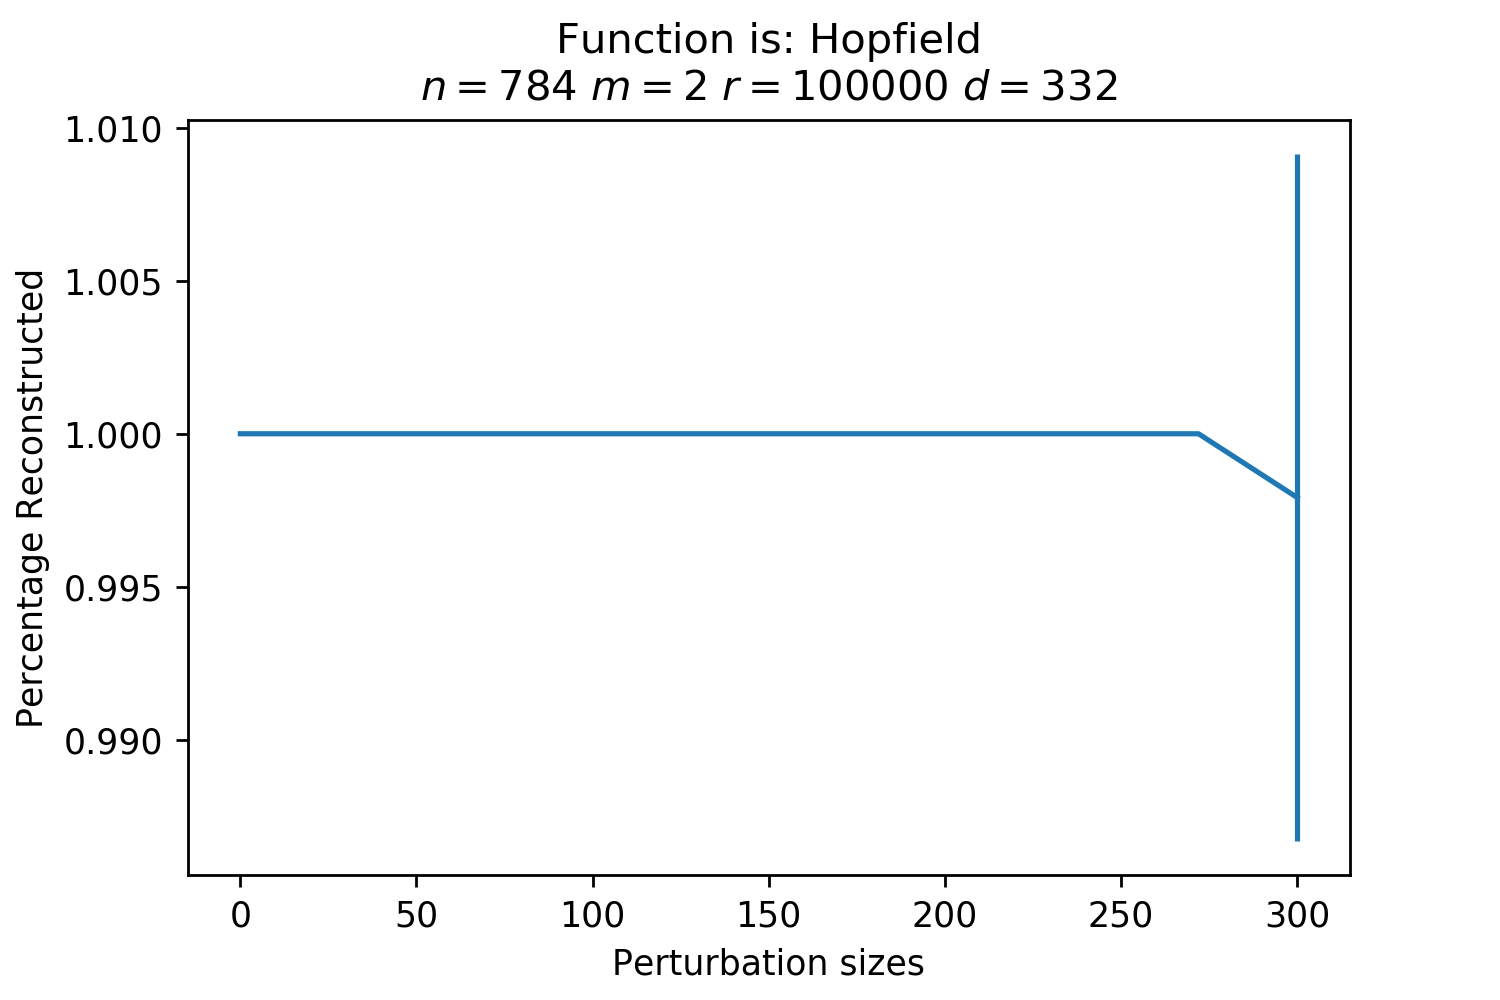 Function is: Hopfield
n = 784 m = 2 r = 100000 d = 332
1.010
1.005
1.000
0.995
0.990
Percentage Reconstructed
0 50 100 150 200 250 300
Perturbation sizes